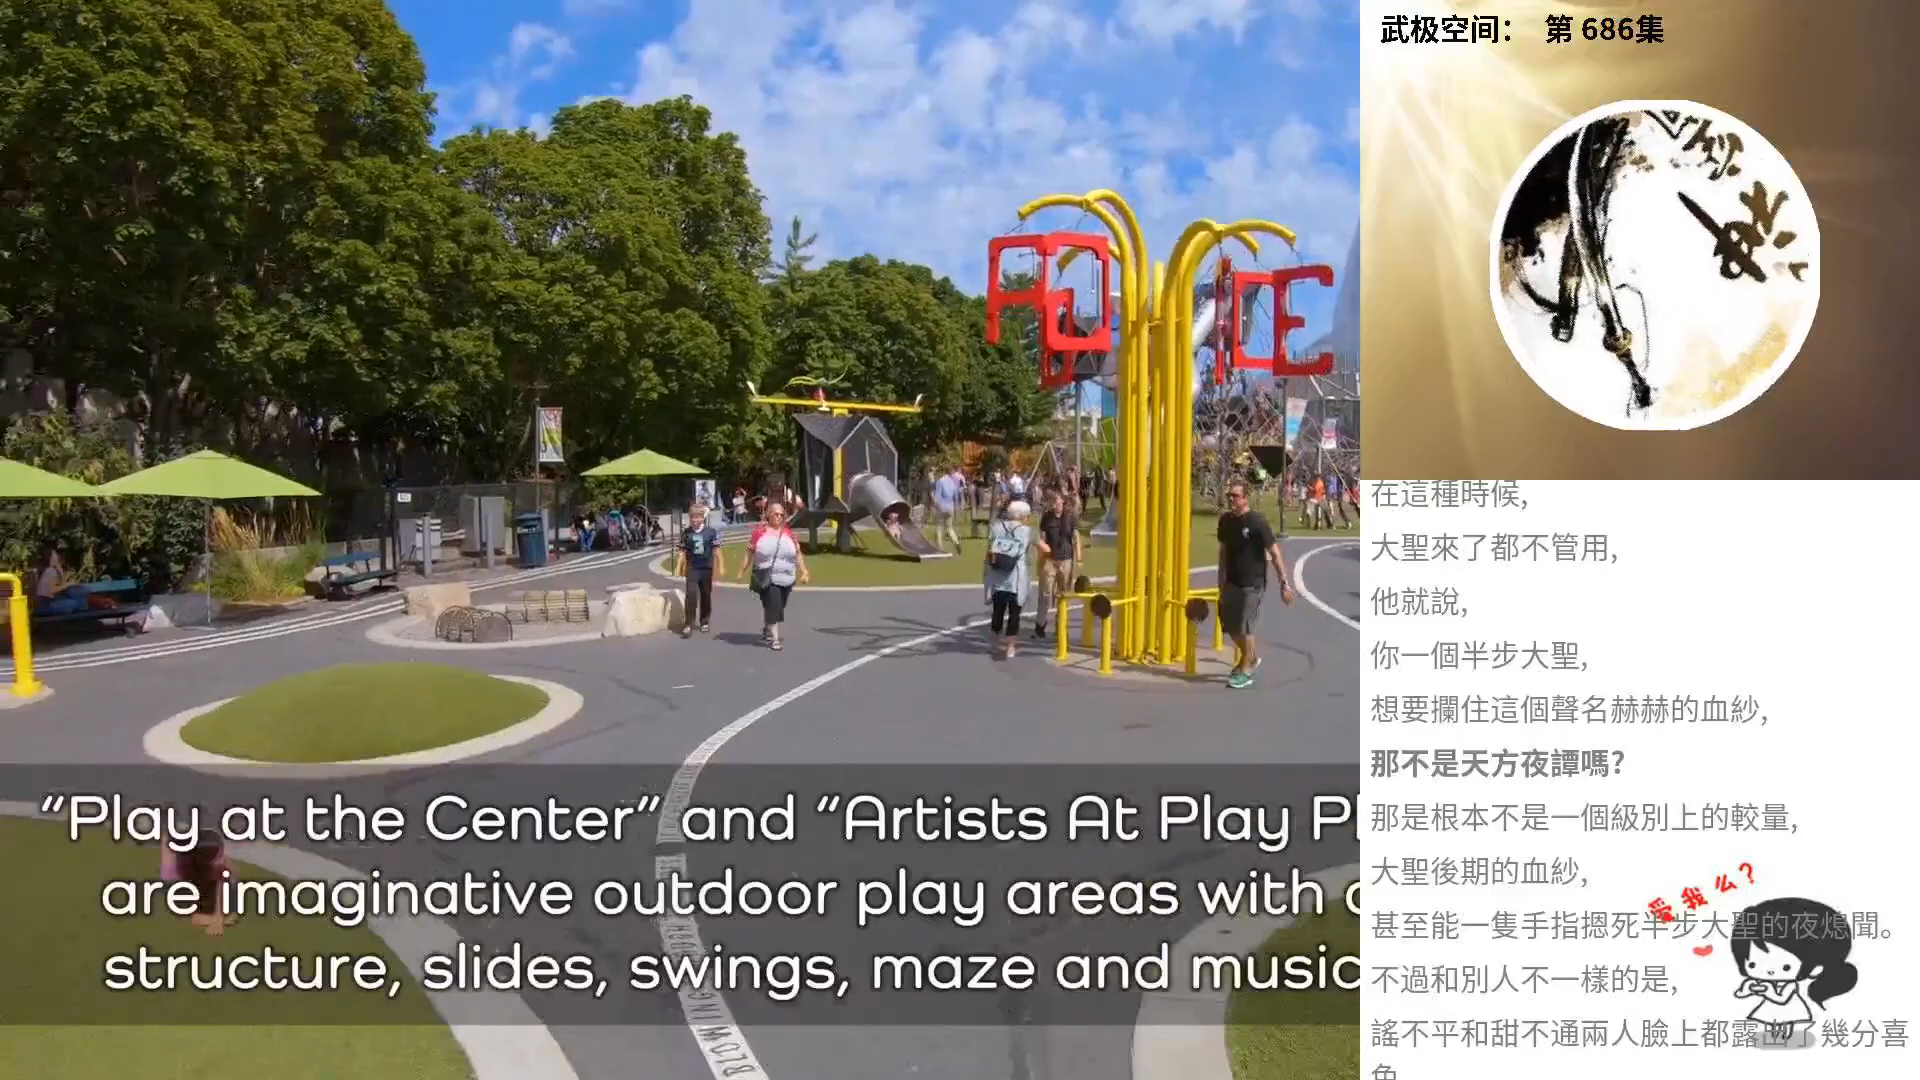 武极空间： 第 686集
“Play at the Center” and “Artists At Play Pl
are imaginative outdoor play areas with
structure, slides, swings, maze and music
在這種時候,
大聖來了都不管用,
他就說,
你一個半步大聖,
想要攔住這個聲名赫赫的血紗,
那不是天方夜譚嗎?
那是根本不是一個級別上的較量,
大聖後期的血紗,
甚至能一隻手指摁死半步大聖的夜熄聞。
不過和別人不一樣的是,
謠不平和甜不通兩人臉上都露出了幾分喜
色
爱我么?